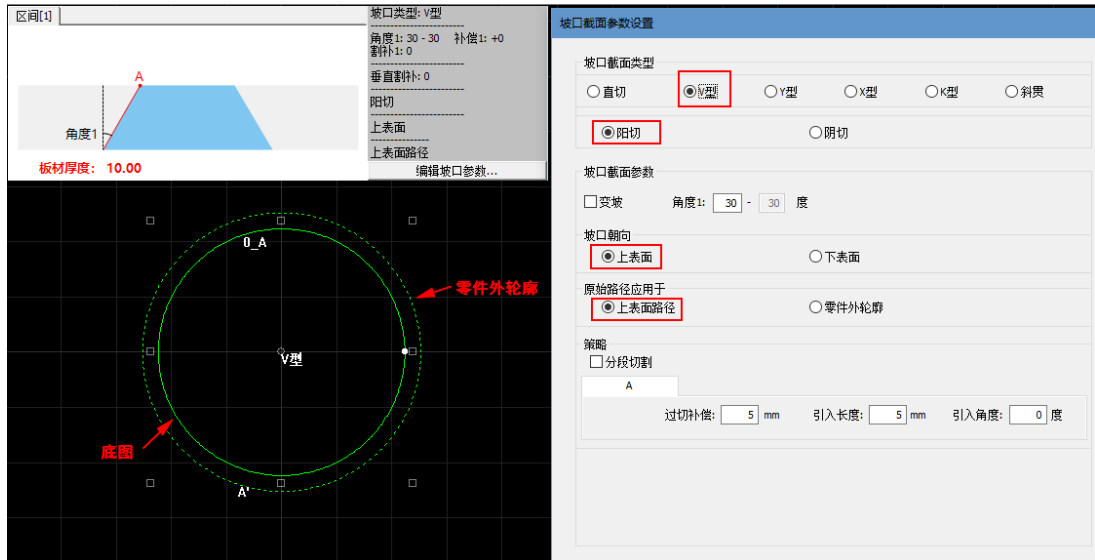 区间[1]
A
角度1
板材厚度： 10.00
坡口类型: V型
------------------------
角度1: 30 - 30 补偿1: +0
割补1: 0
------------------------
垂直割补: 0
------------------------
阳切
------------------------
上表面
---------------
上表面路径
编辑坡口参数...
0_A
零件外轮廓
V型
底图
A'
坡口截面参数设置
坡口截面类型
直切 V型 Y型 X型 K型 斜贯
阳切 阴切
坡口截面参数
变坡 角度1: 30 - 30 度
坡口朝向
上表面 下表面
原始路径应用于
上表面路径 零件外轮廓
策略
分段切割
A
过切补偿: 5 mm 引入长度: 5 mm 引入角度: 0 度